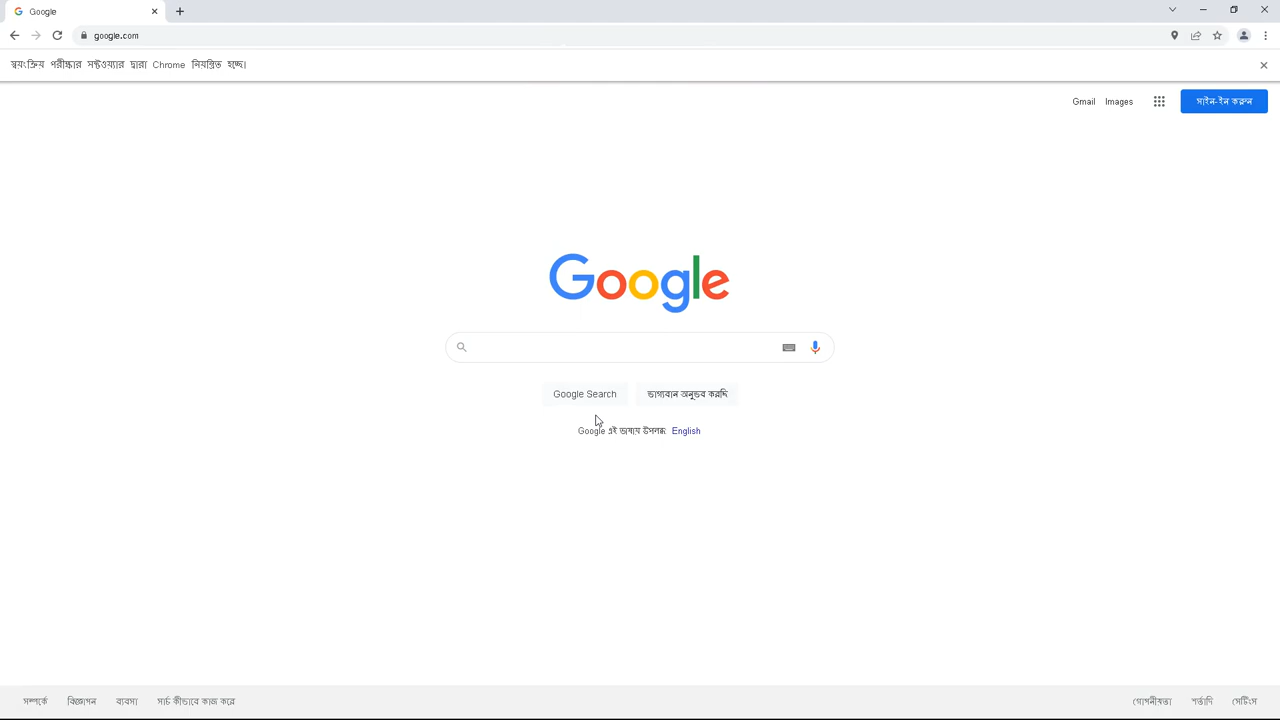 Google
google.com
স্বয়ংক্রিয় পরীক্ষার সফ্টওয়্যার দ্বারা Chrome নিয়ন্ত্রিত হচ্ছে।
Gmail Images সাইন-ইন করুন
Google
Google Search ভাগ্যবান অনুভব করছি
Google এই ভাষায় উপলব্ধ: English
সম্পর্কে বিজ্ঞাপন ব্যবসা সার্চ কীভাবে কাজ করে
গোপনীয়তা শর্তাদি সেটিংস